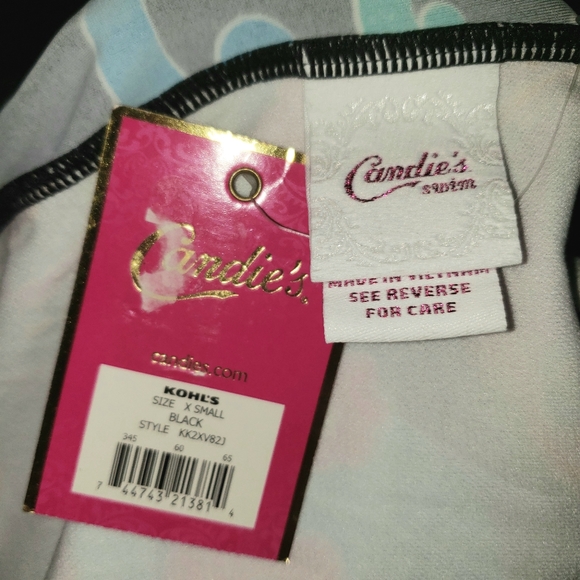 Candie's
swim
MADE IN VIETNAM
SEE REVERSE
FOR CARE
Candie's.
candies.com
KOHL'S
SIZE X SMALL
BLACK
STYLE KK2XV82J
345 60 65
7 44743 21381 4